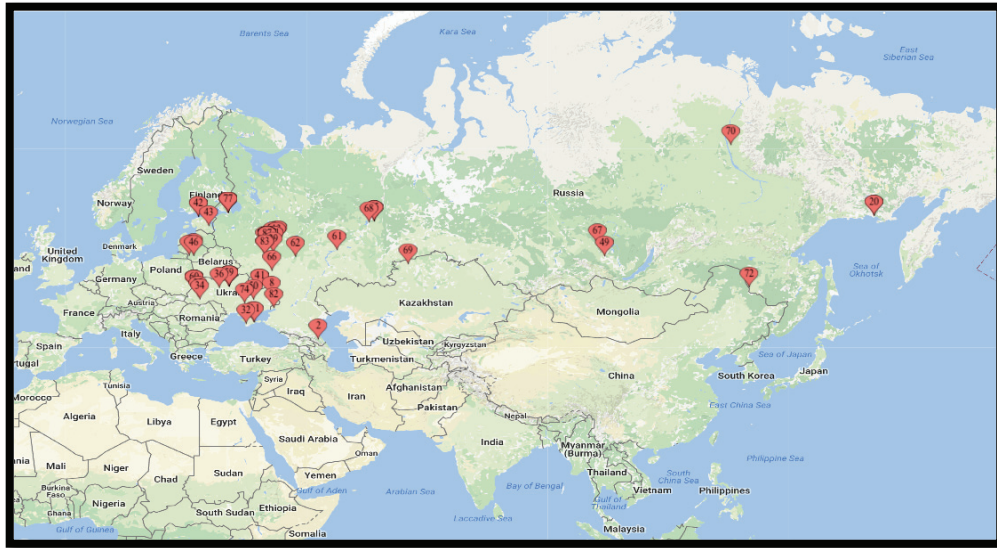 Barents Sea
Kara Sea
East
Siberian Sea
Norwegian Sea
70
Sweden
Russia
Finland
Norway
42
77
43
68
20
67
49
61
62
46
83
66
69
72
United
Kingdom
Denmark
Belarus
Poland
Germany
36
41
Sea of
Okhotsk
34
Ukra
74
8
82
Kazakhstan
Mongolia
Austria
France
Romania
32
2
Italy
Spain
Portugal
Greece
Turkey
Uzbekistan
Kyrgyzstan
Turkmenistan
Sea of Japan
South Korea
Japan
China
Tunisia
Syria
Iraq
Iran
Afghanistan
Pakistan
Morocco
Algeria
Libya
Egypt
Nepal
East China Sea
Saudi Arabia
Oman
India
Myanmar
(Burma)
Mali
Niger
Chad
Sudan
Yemen
Thailand
Philippine Sea
Burkina
Faso
Gulf of Aden
Arabian Sea
Bay of Bengal
South
China Sea
Vietnam
Philippines
Nigeria
Ghana
South Sudan
Ethiopia
Gulf of
Thailand
Laccadive Sea
Gulf of Guinea
Somalia
Malaysia